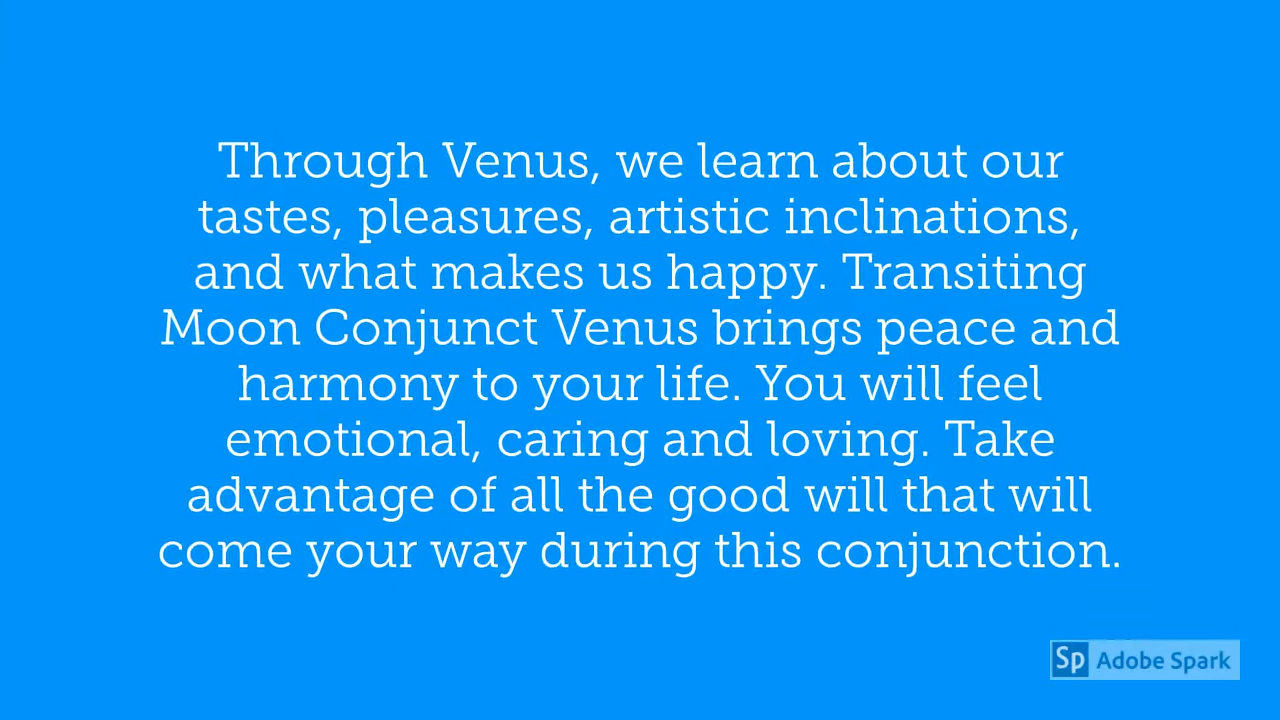 Through Venus, we learn about our
tastes, pleasures, artistic inclinations,
and what makes us happy. Transiting
Moon Conjunct Venus brings peace and
harmony to your life. You will feel
emotional, caring and loving. Take
advantage of all the good will that will
come your way during this conjunction.
Sp Adobe Spark